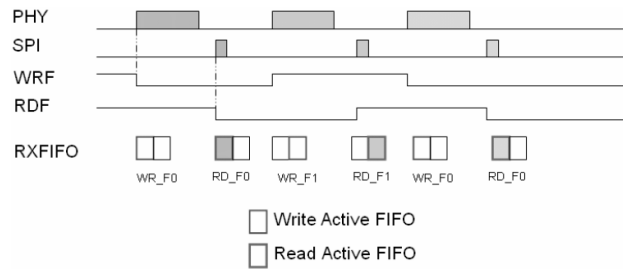 PHY
SPI
WRF
RDF
RXFIFO
WR_F0 RD_F0 WR_F1 RD_F1 WR_F0 RD_F0
Write Active FIFO
Read Active FIFO